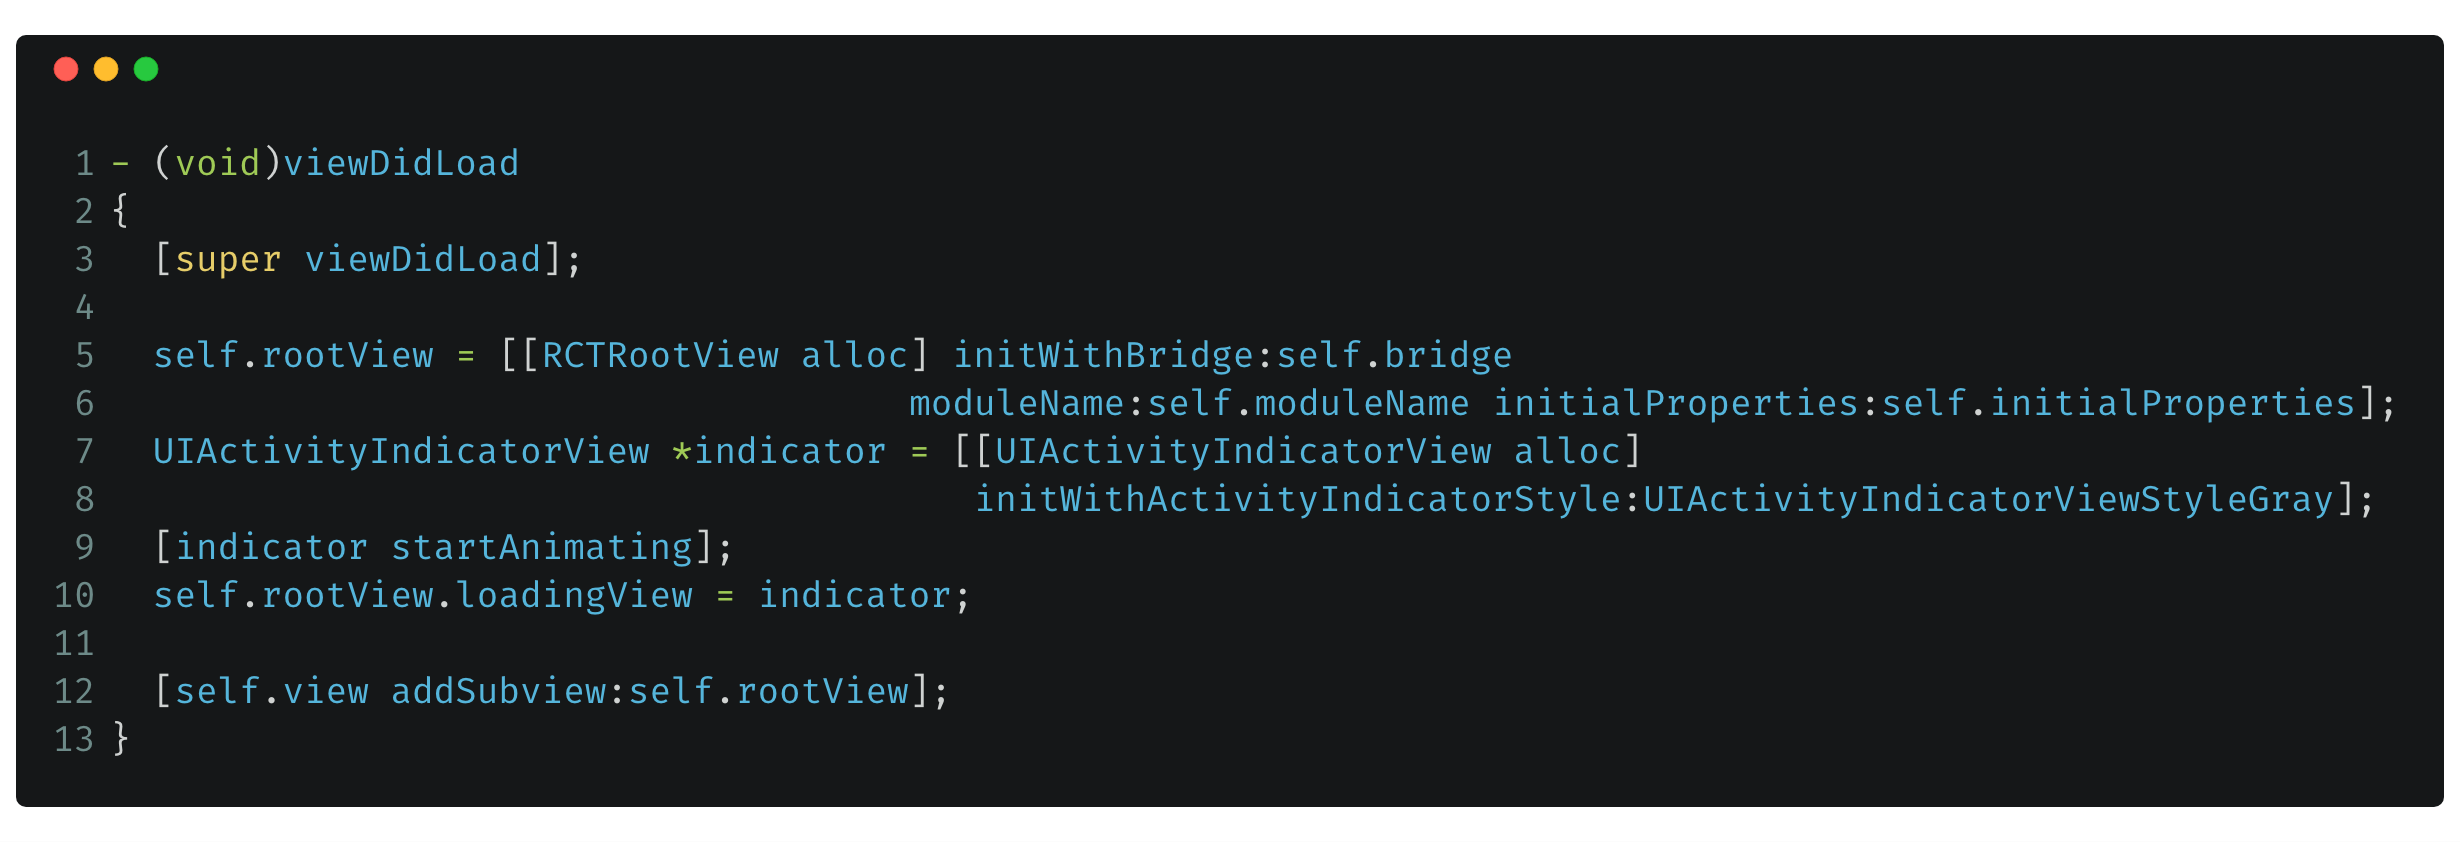 1 - (void)viewDidLoad
2 {
3   [super viewDidLoad];
4
5   self.rootView = [[RCTRootView alloc] initWithBridge:self.bridge
6                                      moduleName:self.moduleName initialProperties:self.initialProperties];
7   UIActivityIndicatorView *indicator = [[UIActivityIndicatorView alloc]
8                                         initWithActivityIndicatorStyle:UIActivityIndicatorViewStyleGray];
9   [indicator startAnimating];
10   self.rootView.loadingView = indicator;
11
12   [self.view addSubview:self.rootView];
13 }